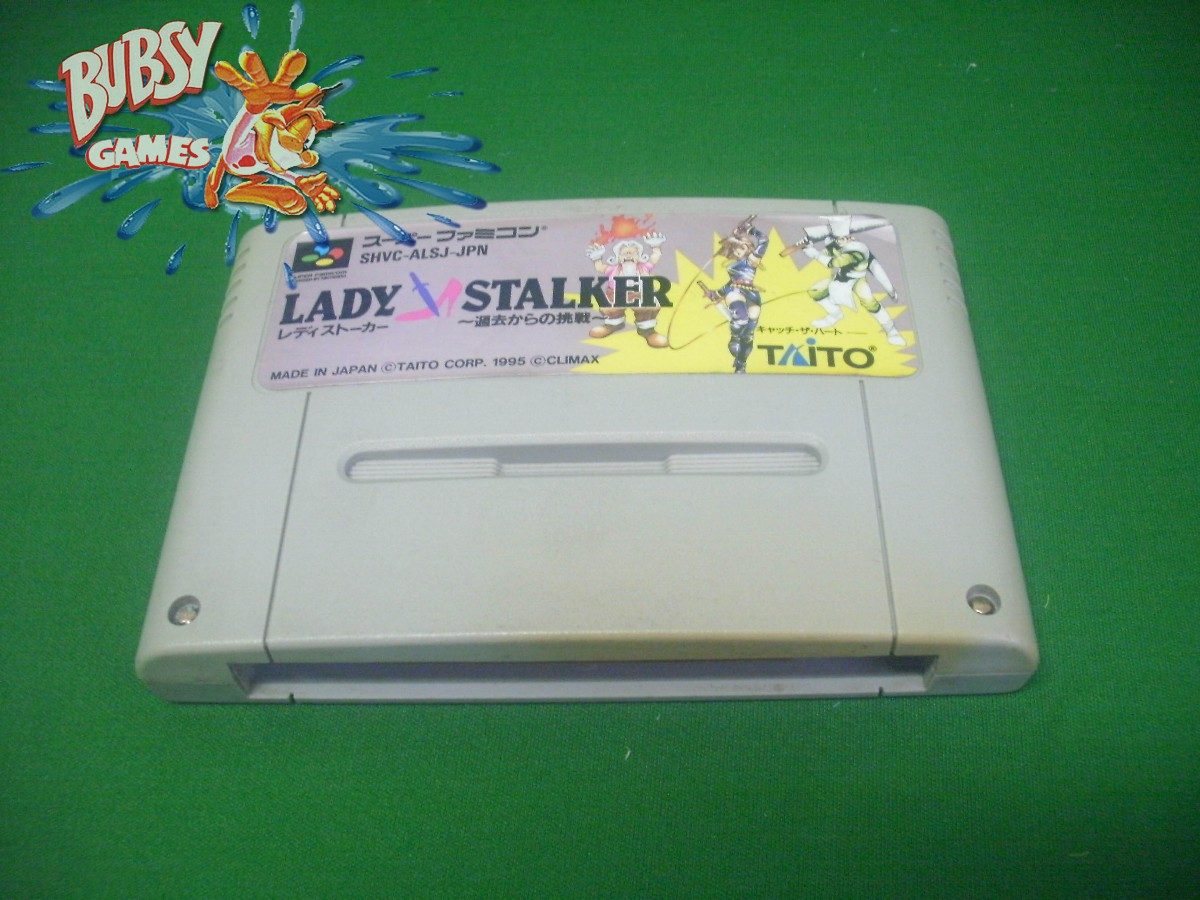 BUBSY
GAMES
スーパーファミコン®
SHVC-ALSJ-JPN
LADY STALKER
レディストーカー
～過去からの挑戦～
キャッチ・ザ・ハート
TAITO®
MADE IN JAPAN ©TAITO CORP. 1995 ©CLIMAX